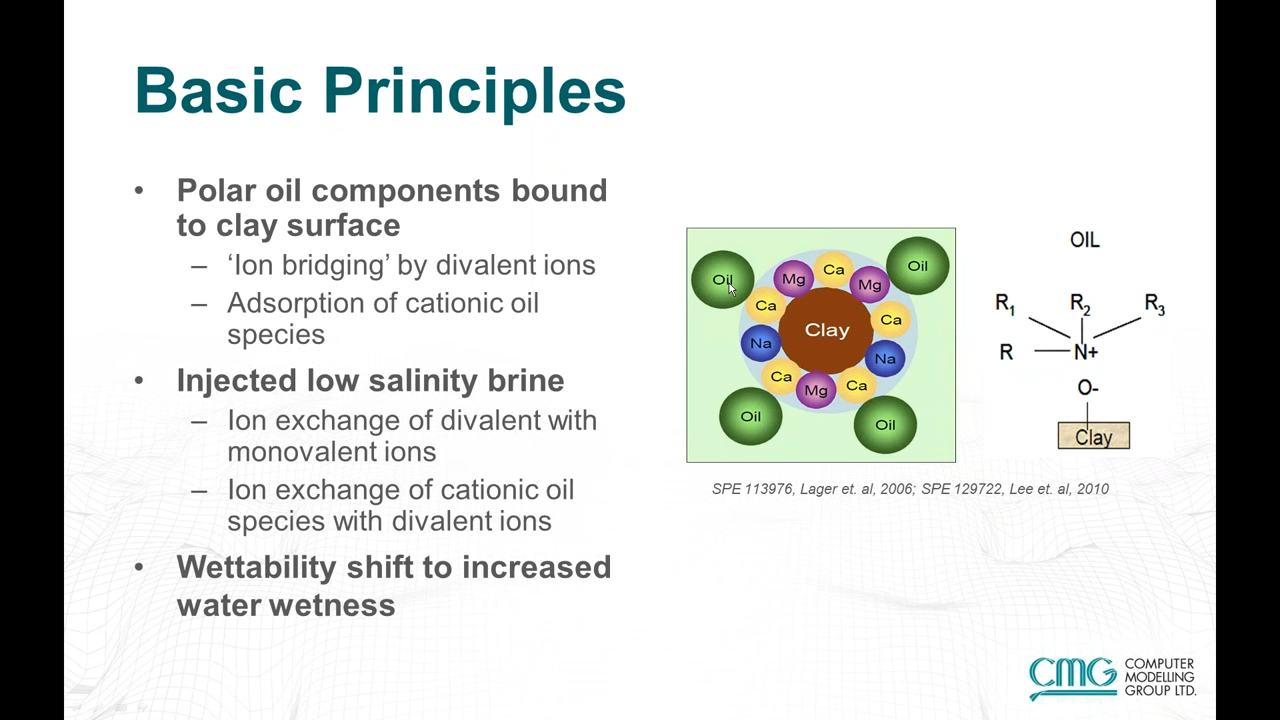 Basic Principles
• Polar oil components bound
to clay surface
– ‘Ion bridging’ by divalent ions
– Adsorption of cationic oil
species
• Injected low salinity brine
– Ion exchange of divalent with
monovalent ions
– Ion exchange of cationic oil
species with divalent ions
• Wettability shift to increased
water wetness
Oil
Mg
Ca
Mg
Oil
Ca
Clay
Ca
Na
Na
Ca
Mg
Ca
Oil
Oil
OIL
R1 R2 R3
R N+
O-
Clay
SPE 113976, Lager et. al, 2006; SPE 129722, Lee et. al, 2010
CMG
COMPUTER
MODELLING
GROUP LTD.